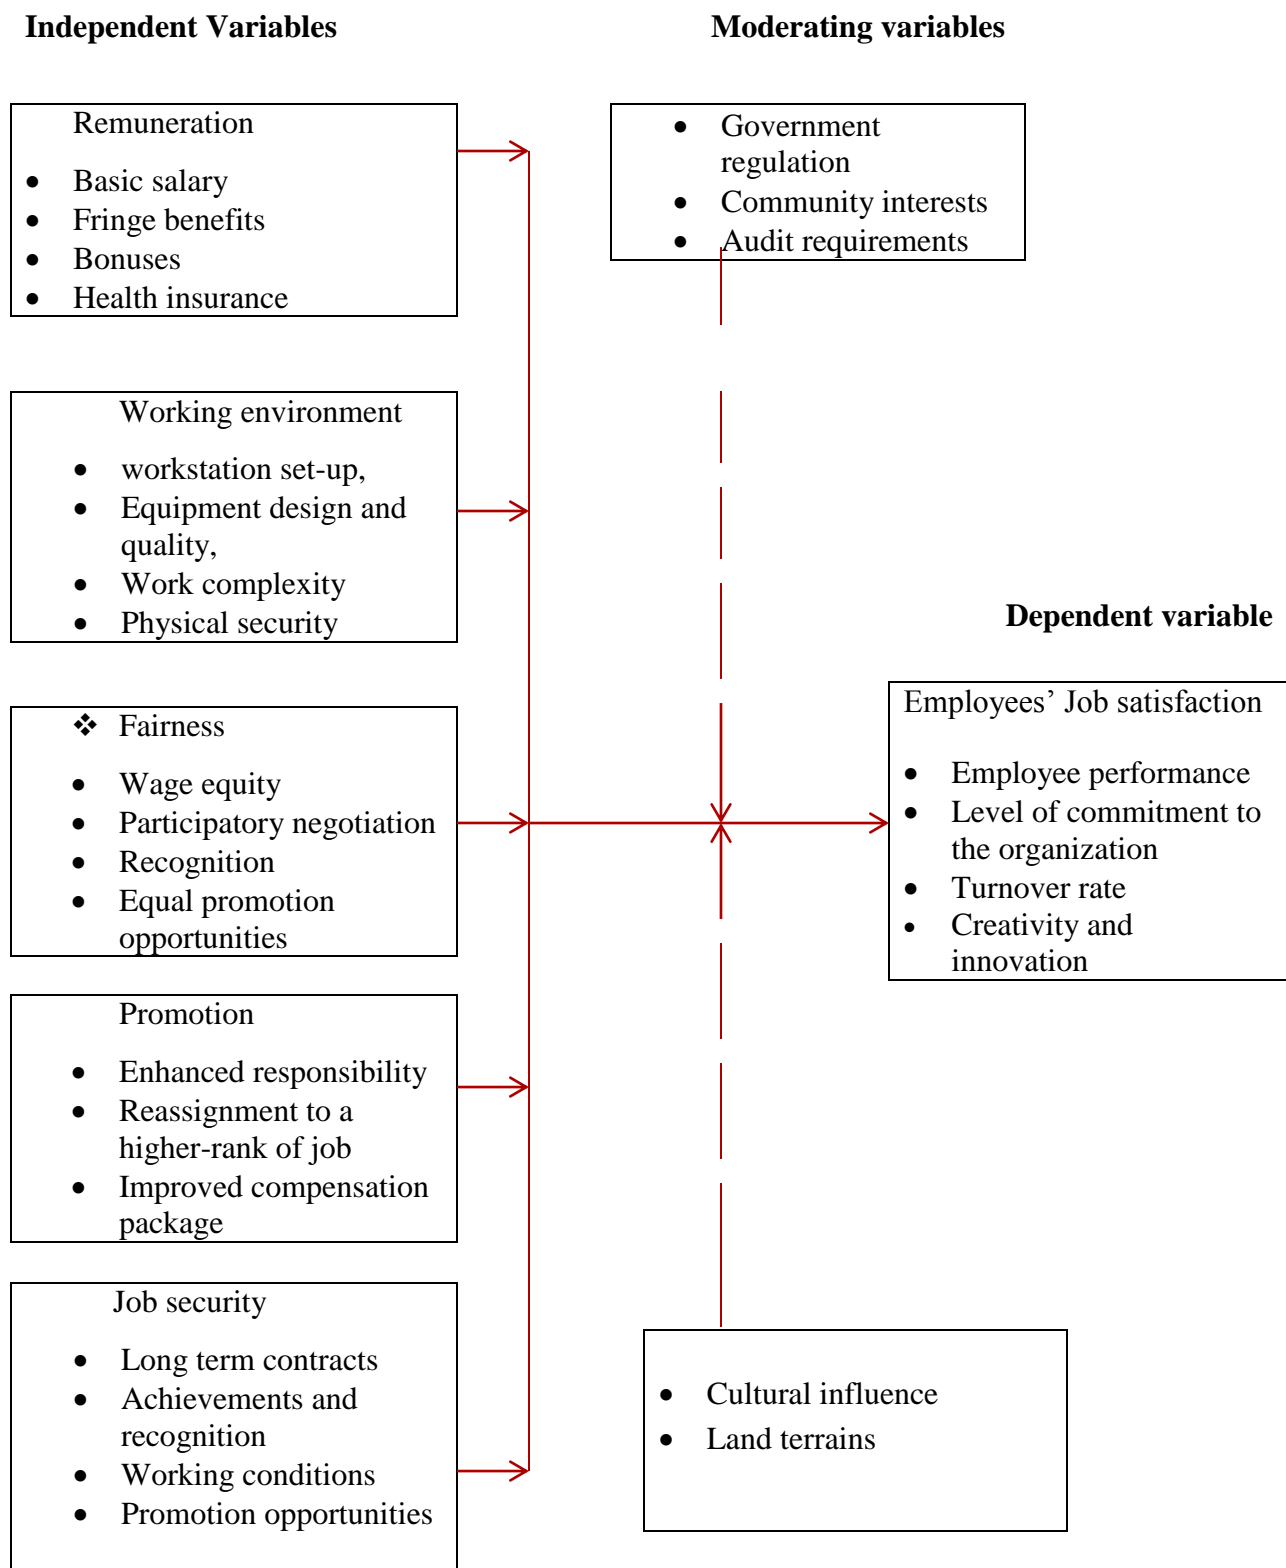 Independent Variables
Moderating variables
Remuneration
• Basic salary
• Fringe benefits
• Bonuses
• Health insurance
• Government
regulation
• Community interests
• Audit requirements
Working environment
• workstation set-up,
• Equipment design and
quality,
• Work complexity
• Physical security
Dependent variable
❖ Fairness
• Wage equity
• Participatory negotiation
• Recognition
• Equal promotion
opportunities
Employees’ Job satisfaction
• Employee performance
• Level of commitment to
the organization
• Turnover rate
• Creativity and
innovation
Promotion
• Enhanced responsibility
• Reassignment to a
higher-rank of job
• Improved compensation
package
Job security
• Long term contracts
• Achievements and
recognition
• Working conditions
• Promotion opportunities
• Cultural influence
• Land terrains